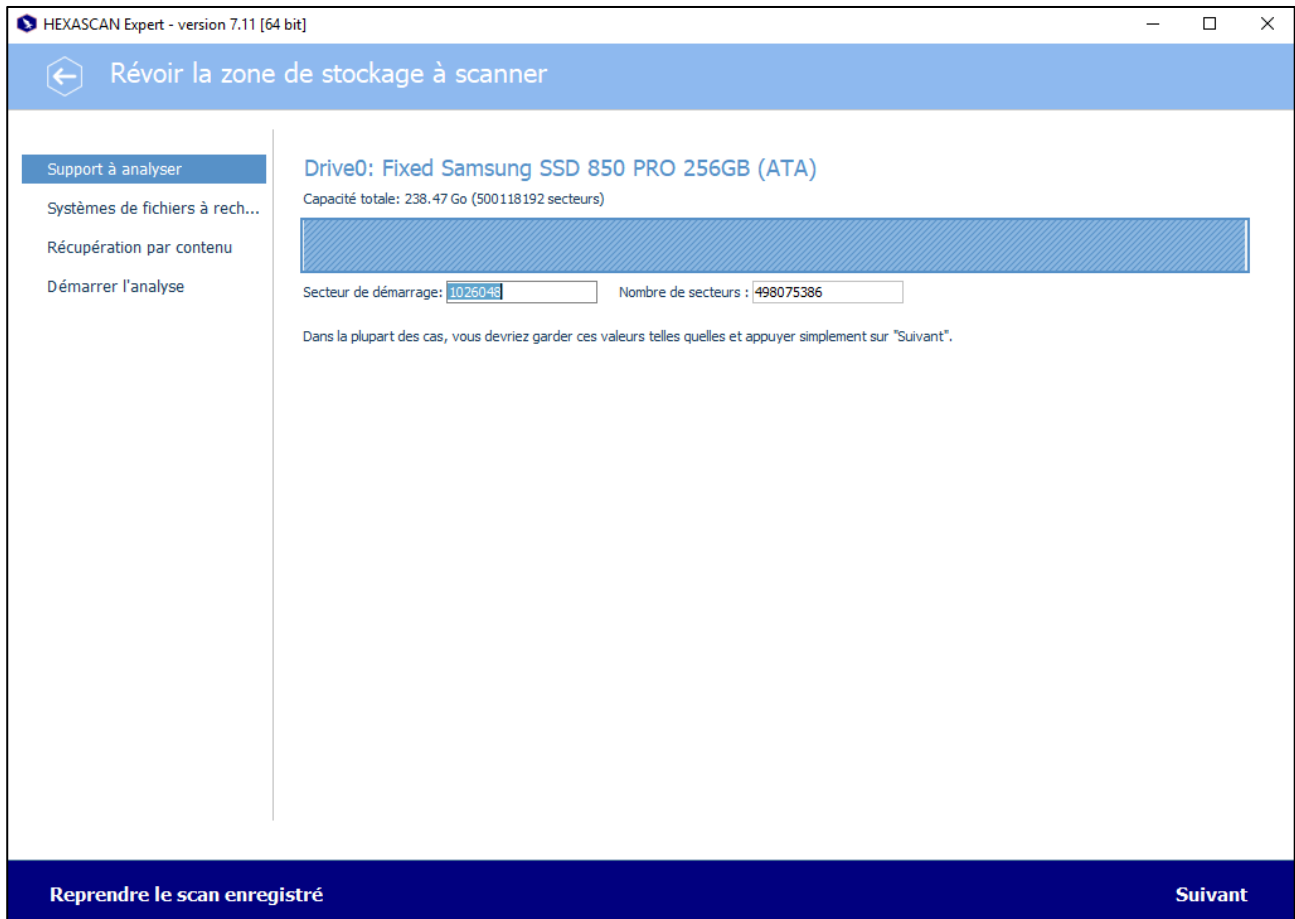 HEXASCAN Expert - version 7.11 [64 bit]
Révoir la zone de stockage à scanner
Support à analyser
Systèmes de fichiers à rech...
Récupération par contenu
Démarrer l'analyse
Drive0: Fixed Samsung SSD 850 PRO 256GB (ATA)
Capacité totale: 238.47 Go (500118192 secteurs)
Secteur de démarrage: 1026048 Nombre de secteurs : 498075386
Dans la plupart des cas, vous devriez garder ces valeurs telles quelles et appuyer simplement sur "Suivant".
Reprendre le scan enregistré Suivant